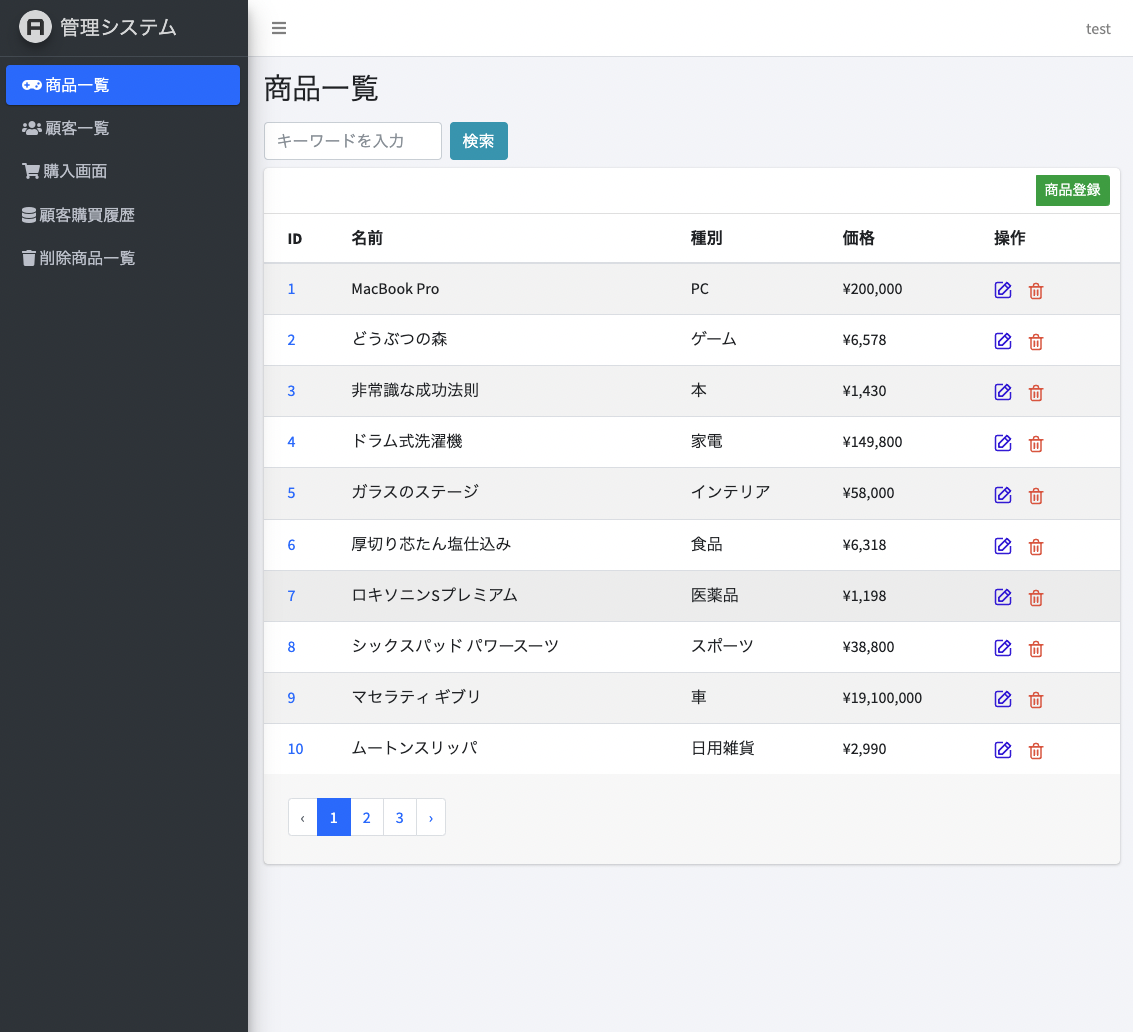 管理システム
test
商品一覧
顧客一覧
購入画面
顧客購買履歴
削除商品一覧
商品一覧
キーワードを入力 検索
商品登録
ID 名前 種別 価格 操作
1 MacBook Pro PC ¥200,000
2 どうぶつの森 ゲーム ¥6,578
3 非常識な成功法則 本 ¥1,430
4 ドラム式洗濯機 家電 ¥149,800
5 ガラスのステージ インテリア ¥58,000
6 厚切り芯たん塩仕込み 食品 ¥6,318
7 ロキソニンSプレミアム 医薬品 ¥1,198
8 シックスパッド パワースーツ スポーツ ¥38,800
9 マセラティ ギブリ 車 ¥19,100,000
10 ムートンスリッパ 日用雑貨 ¥2,990
‹ 1 2 3 ›